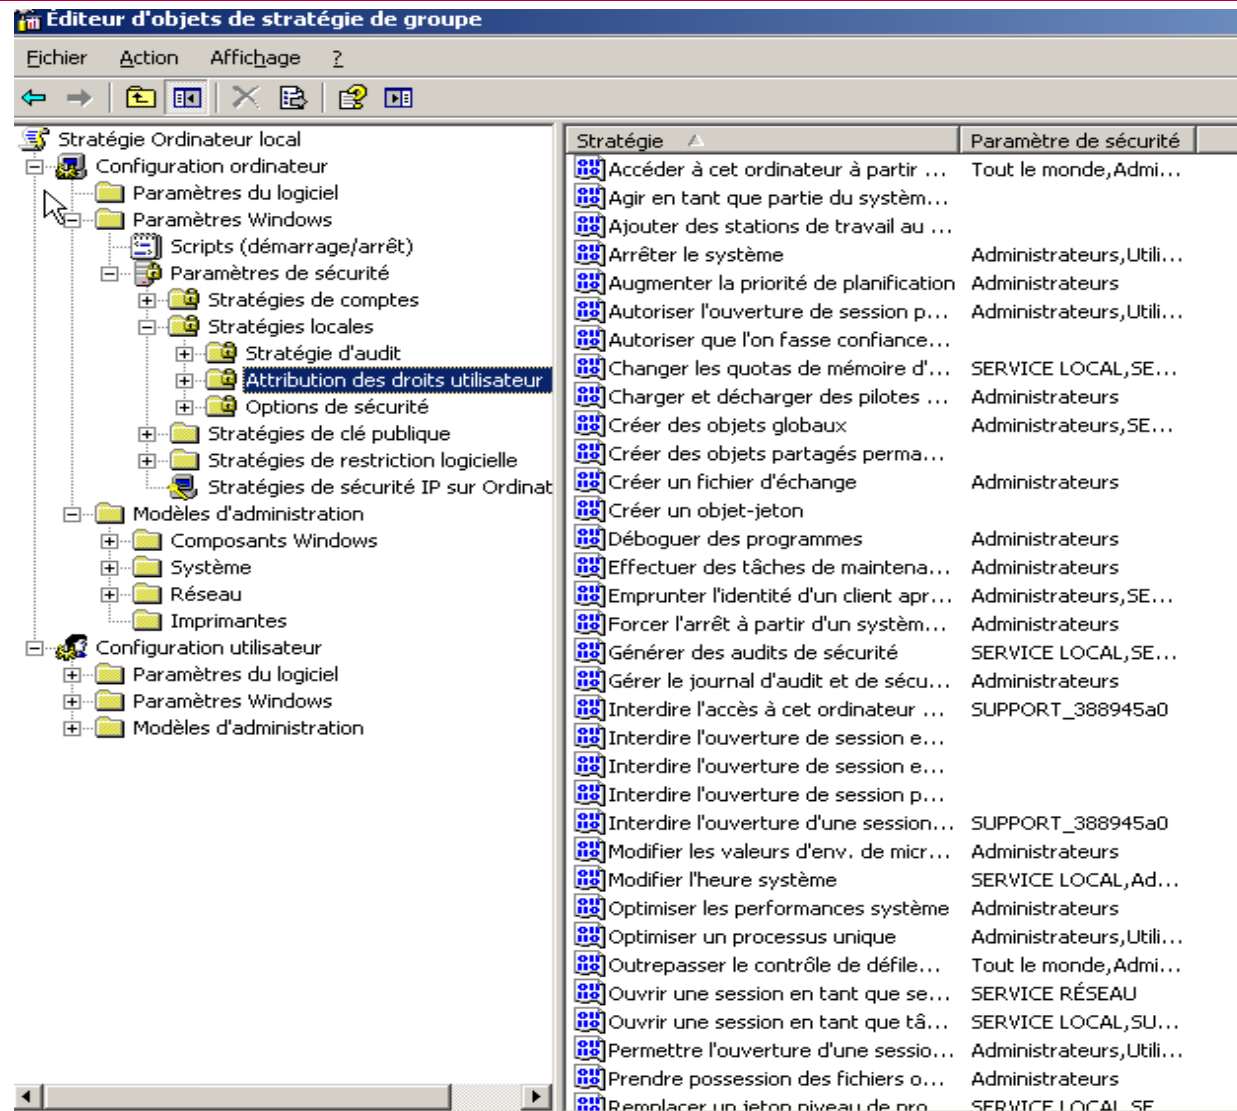 Éditeur d'objets de stratégie de groupe
Fichier Action Affichage ?
Stratégie Ordinateur local
Configuration ordinateur
Paramètres du logiciel
Paramètres Windows
Scripts (démarrage/arrêt)
Paramètres de sécurité
Stratégies de comptes
Stratégies locales
Stratégie d'audit
Attribution des droits utilisateur
Options de sécurité
Stratégies de clé publique
Stratégies de restriction logicielle
Stratégies de sécurité IP sur Ordinat
Modèles d'administration
Composants Windows
Système
Réseau
Imprimantes
Configuration utilisateur
Paramètres du logiciel
Paramètres Windows
Modèles d'administration
Stratégie Paramètre de sécurité
Accéder à cet ordinateur à partir ... Tout le monde,Admi...
Agir en tant que partie du systèm...
Ajouter des stations de travail au ...
Arrêter le système Administrateurs,Utili...
Augmenter la priorité de planification Administrateurs
Autoriser l'ouverture de session p... Administrateurs,Utili...
Autoriser que l'on fasse confiance...
Changer les quotas de mémoire d'... SERVICE LOCAL,SE...
Charger et décharger des pilotes ... Administrateurs
Créer des objets globaux Administrateurs,SE...
Créer des objets partagés perma...
Créer un fichier d'échange Administrateurs
Créer un objet-jeton
Déboguer des programmes Administrateurs
Effectuer des tâches de maintena... Administrateurs
Emprunter l'identité d'un client apr... Administrateurs,SE...
Forcer l'arrêt à partir d'un systèm... Administrateurs
Générer des audits de sécurité SERVICE LOCAL,SE...
Gérer le journal d'audit et de sécu... Administrateurs
Interdire l'accès à cet ordinateur ... SUPPORT_388945a0
Interdire l'ouverture de session e...
Interdire l'ouverture de session e...
Interdire l'ouverture de session p...
Interdire l'ouverture d'une session... SUPPORT_388945a0
Modifier les valeurs d'env. de micr... Administrateurs
Modifier l'heure système SERVICE LOCAL,Ad...
Optimiser les performances système Administrateurs
Optimiser un processus unique Administrateurs,Utili...
Outrepasser le contrôle de défile... Tout le monde,Admi...
Ouvrir une session en tant que se... SERVICE RÉSEAU
Ouvrir une session en tant que tâ... SERVICE LOCAL,SU...
Permettre l'ouverture d'une sessio... Administrateurs,Utili...
Prendre possession des fichiers o... Administrateurs
Remplacer un jeton niveau de pro... SERVICE LOCAL,SE...